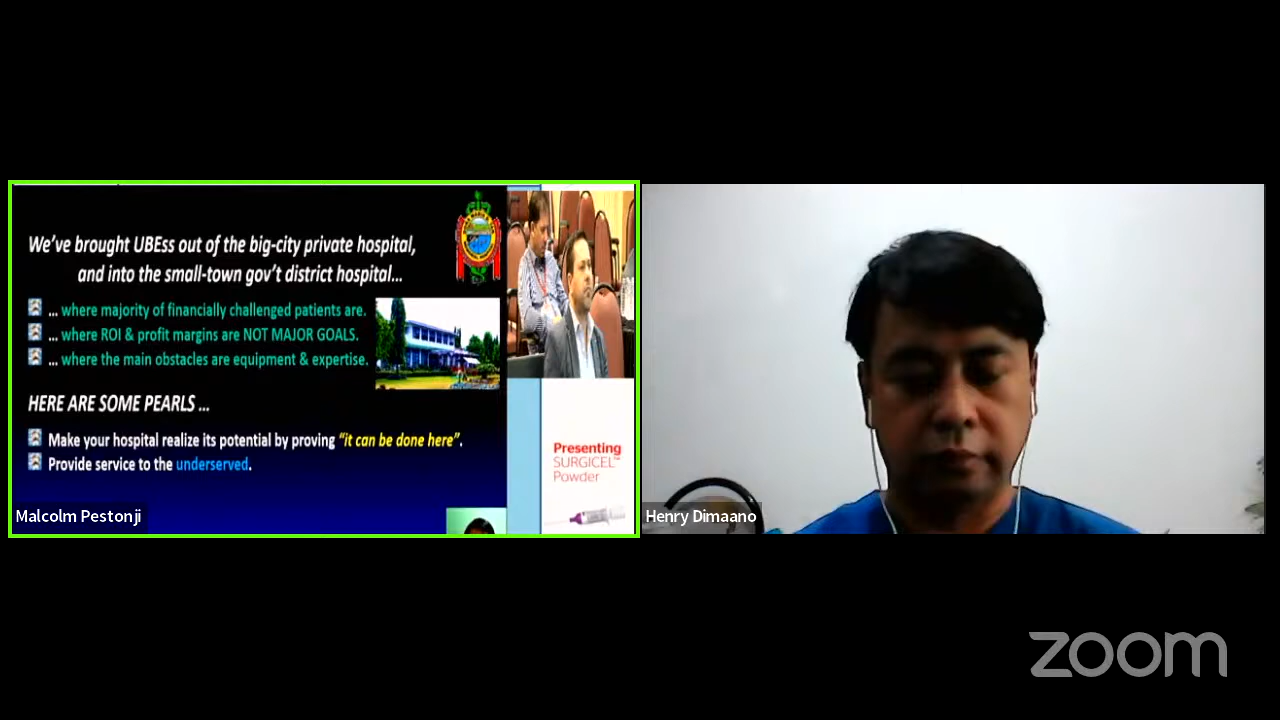 We've brought UBEss out of the big-city private hospital,
and into the small-town gov't district hospital...
... where majority of financially challenged patients are.
... where ROI & profit margins are NOT MAJOR GOALS.
... where the main obstacles are equipment & expertise.
HERE ARE SOME PEARLS ...
Make your hospital realize its potential by proving "it can be done here".
Provide service to the underserved.
Malcolm Pestonji
Presenting
SURGICEL™
Powder
Henry Dimaano
zoom